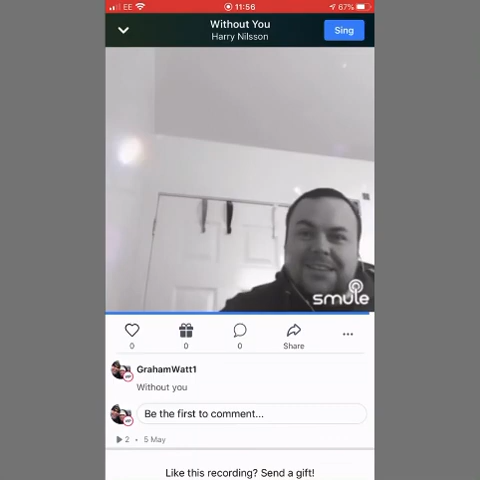 EE 11:56 67%
Without You
Harry Nilsson
Sing
smule
0 0 0 Share
GrahamWatt1
Without you
Be the first to comment...
2 • 5 May
Like this recording? Send a gift!